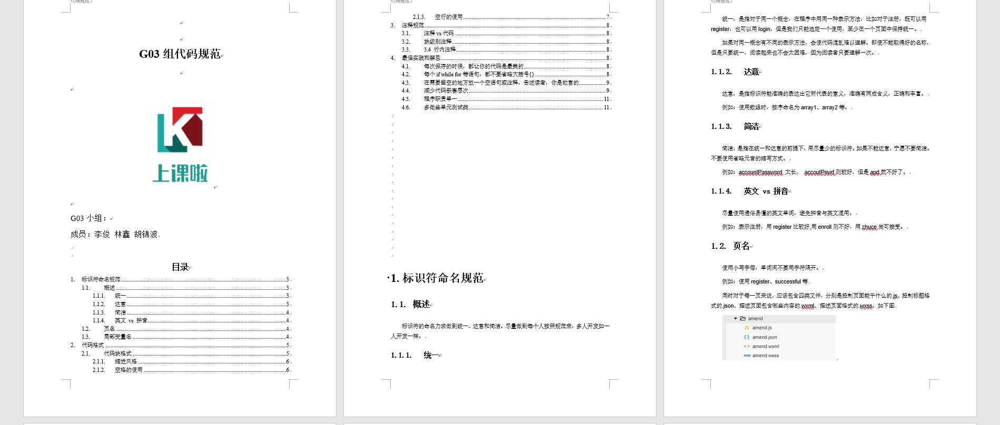 代码规范
G03 组代码规范
上课啦
G03 小组：
成员：李俊 林鑫 胡锦波
目录
1. 标识符命名规范 3
1.1. 概述 3
1.1.1. 统一 3
1.1.2. 达意 3
1.1.3. 简洁 4
1.1.4. 英文 vs 拼音 4
1.2. 页名 4
1.3. 局部变量名 4
2. 代码格式 5
2.1. 代码块格式 5
2.1.1. 缩进风格 6
2.1.2. 空格的使用 6
代码规范
2.1.3. 空行的使用 7
3. 注释规范 8
3.1. 注释 vs 代码 8
3.2. 块级别注释 8
3.3. 3.4 行内注释 8
4. 最佳实践和禁忌 8
4.1. 每次保存的时候，都让你的代码是最美的 8
4.2. 每个 if while for 等语句，都不要省略大括号{} 8
4.3. 在需要留空的地方放一个空语句或注释，告述读者，你是故意的 9
4.4. 减少代码嵌套层次 9
4.5. 程序职责单一 11
4.6. 多做些单元测试类 11
1. 标识符命名规范
1.1. 概述
标识符的命名力求做到统一、达意和简洁。尽量做到每个人按照规范来，多人开发如一
人开发一样。
1.1.1. 统一
代码规范
统一，是指对于同一个概念，在程序中用同一种表示方法，比如对于注册，既可以用
register，也可以用 login，但是我们只能选定一个使用，至少在一个页面中保持统一。
如果对同一概念有不同的表示方法，会使代码混乱难以理解。即使不能取得好的名称，
但是只要统一，阅读起来也不会太困难，因为阅读者只要理解一次。
1.1.2. 达意
达意，是指标识符能准确的表达出它所代表的意义，准确有两成含义，正确和丰富。
例如：使用数组时，按序命名为 array1、array2 等。
1.1.3. 简洁
简洁，是指在统一和达意的前提下，用尽量少的标识符。如果不能达意，宁愿不要简洁。
不要使用省略元音的缩写方式。
例如：accountPassword 太长， accoutPswd 则较好，但是 apd 就不好了。
1.1.4. 英文 vs 拼音
尽量使用通俗易懂的英文单词，避免拼音与英文混用。
例如：表示注册，用 register 比较好,用 enroll 则不好，用 zhuce 尚可接受。
1.2. 页名
使用小写字母，单词间不要用字符隔开。
例如：使用 register、successful 等
同时对于每一页来说，应该包含四类文件，分别是控制页面能干什么的.js、控制标题格
式的.json、描述页面包含哪些内容的.wxml、描述页面格式的.wxss，如下图
amend
JS amend.js
{ } amend.json
< > amend.wxml
wxss amend.wxss